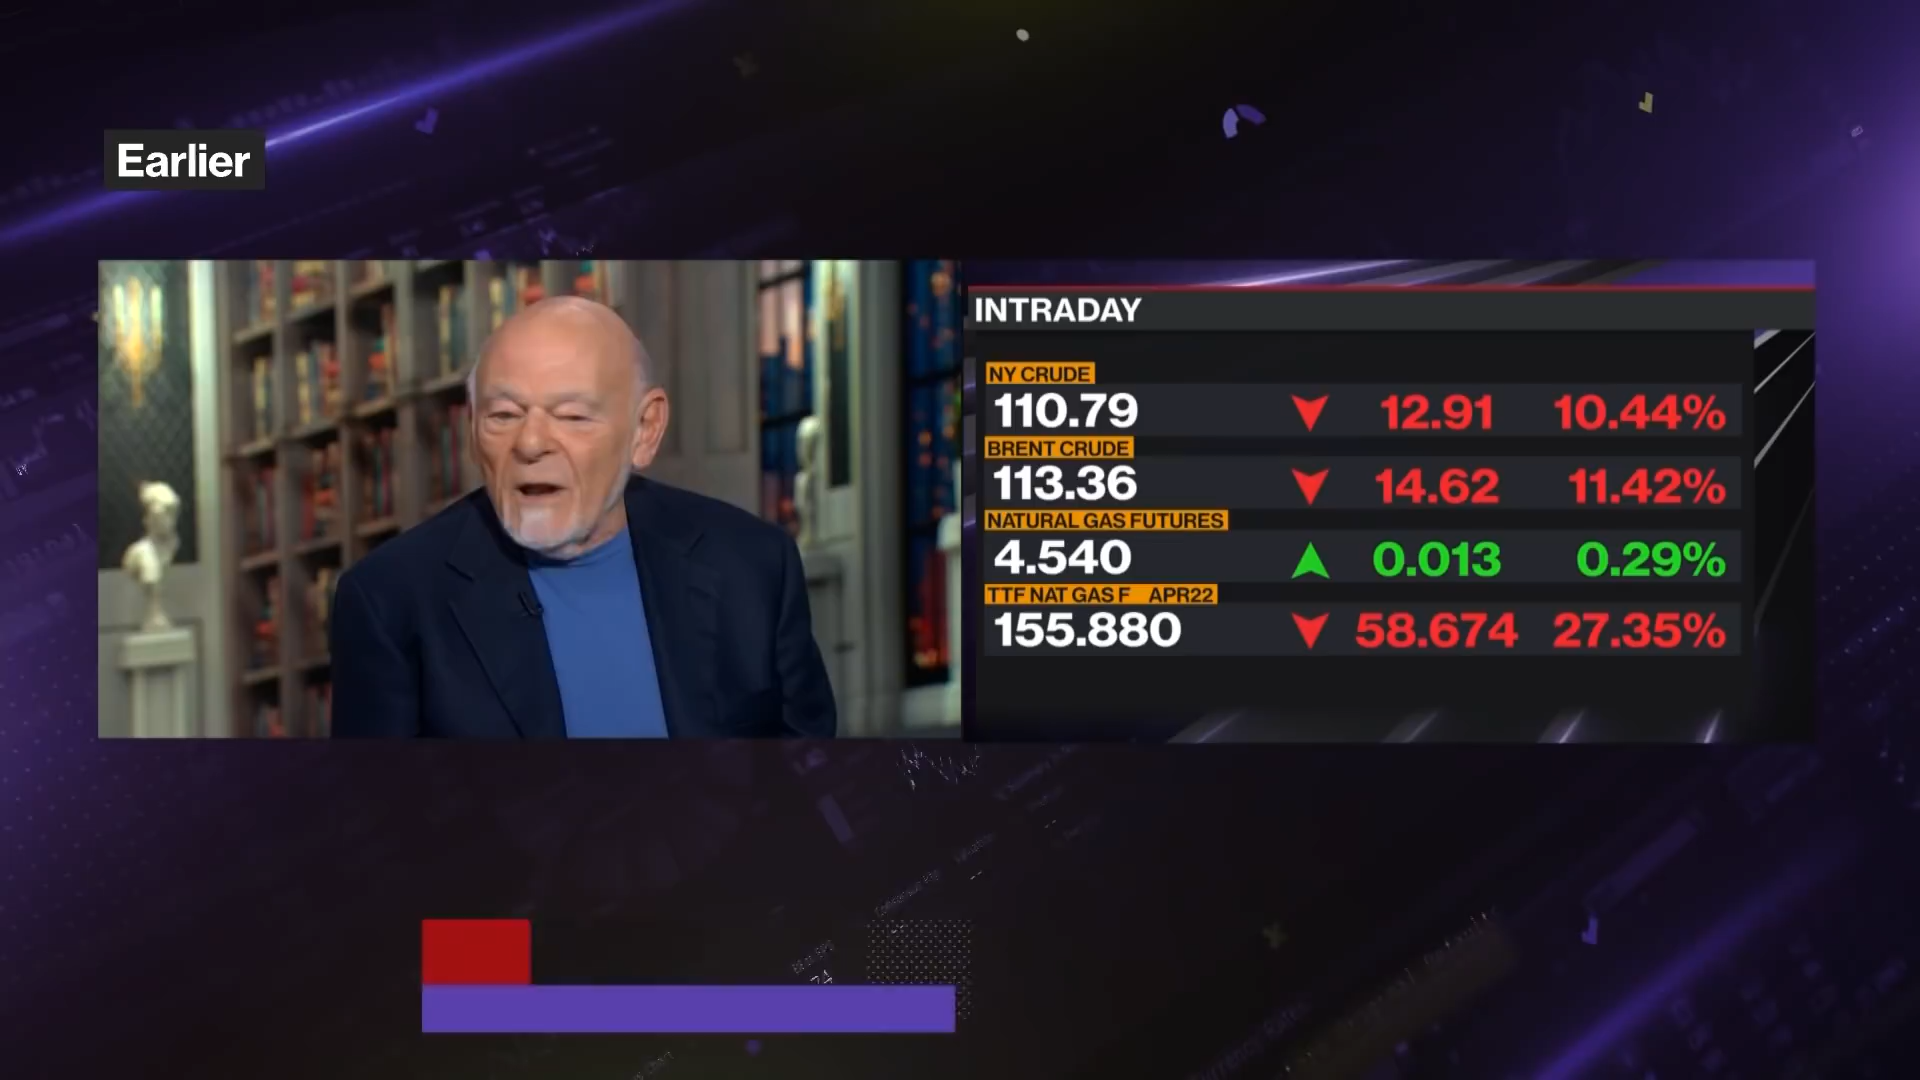 Earlier
INTRADAY
NY CRUDE
110.79 ▼ 12.91 10.44%
BRENT CRUDE
113.36 ▼ 14.62 11.42%
NATURAL GAS FUTURES
4.540 ▲ 0.013 0.29%
TTF NAT GAS F APR22
155.880 ▼ 58.674 27.35%